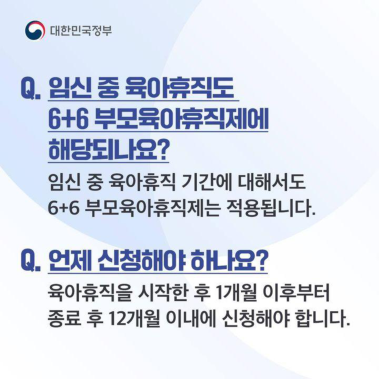 대한민국정부
Q. 임신 중 육아휴직도
6+6 부모육아휴직제에
해당되나요?
임신 중 육아휴직 기간에 대해서도
6+6 부모육아휴직제는 적용됩니다.
Q. 언제 신청해야 하나요?
육아휴직을 시작한 후 1개월 이후부터
종료 후 12개월 이내에 신청해야 합니다.